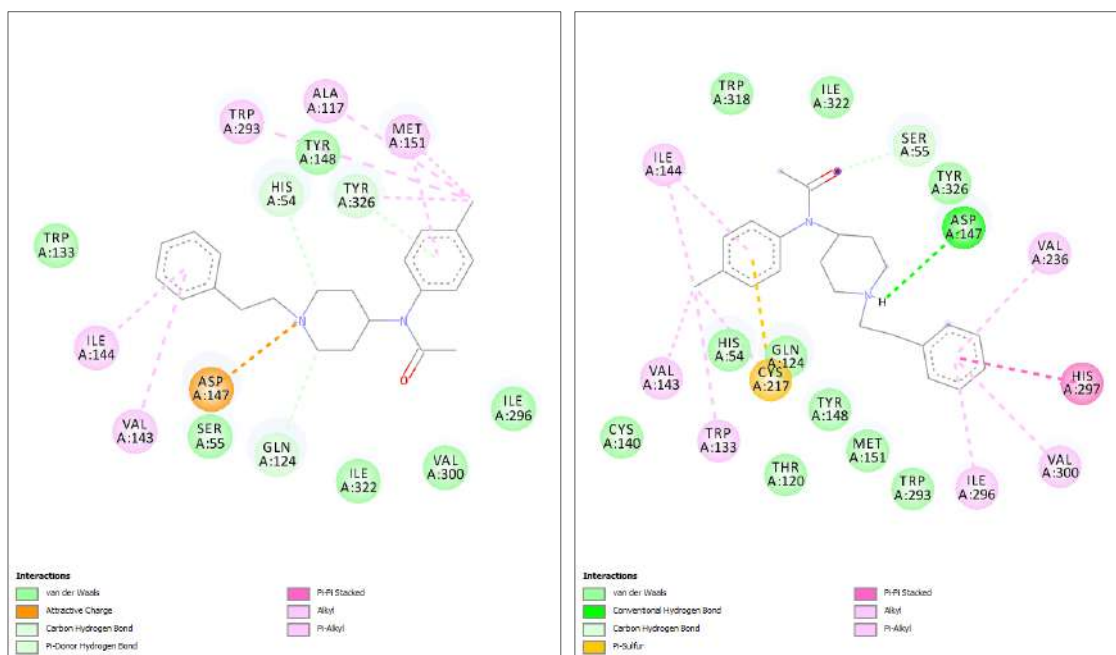 ALA
A:117
TRP
A:293
MET
A:151
TYR
A:148
HIS
A:54
TYR
A:326
TRP
A:133
N
N
O
ILE
A:144
ASP
A:147
ILE
A:296
VAL
A:143
SER
A:55
GLN
A:124
VAL
A:300
ILE
A:322
Interactions
van der Waals
Attractive Charge
Carbon Hydrogen Bond
Pi-Donor Hydrogen Bond
Pi-Pi Stacked
Alkyl
Pi-Alkyl
TRP
A:318
ILE
A:322
SER
A:55
ILE
A:144
TYR
A:326
N
ASP
A:147
VAL
A:236
N
H
HIS
A:54
GLN
A:124
CYS
A:217
VAL
A:143
HIS
A:297
TYR
A:148
CYS
A:140
TRP
A:133
MET
A:151
THR
A:120
TRP
A:293
ILE
A:296
VAL
A:300
Interactions
van der Waals
Conventional Hydrogen Bond
Carbon Hydrogen Bond
Pi-Sulfur
Pi-Pi Stacked
Alkyl
Pi-Alkyl